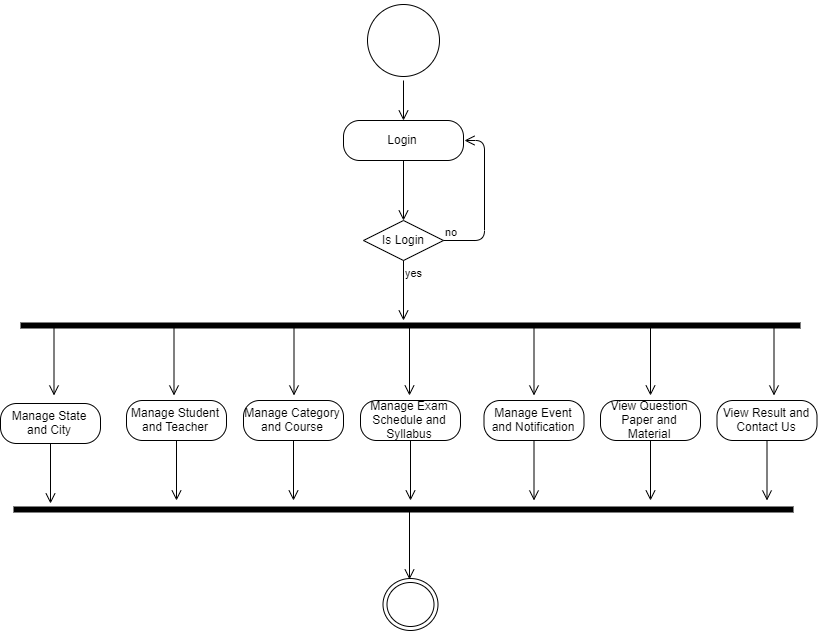 Login
Is Login
no
yes
Manage State
and City
Manage Student
and Teacher
Manage Category
and Course
Manage Exam
Schedule and
Syllabus
Manage Event
and Notification
View Question
Paper and
Material
View Result and
Contact Us